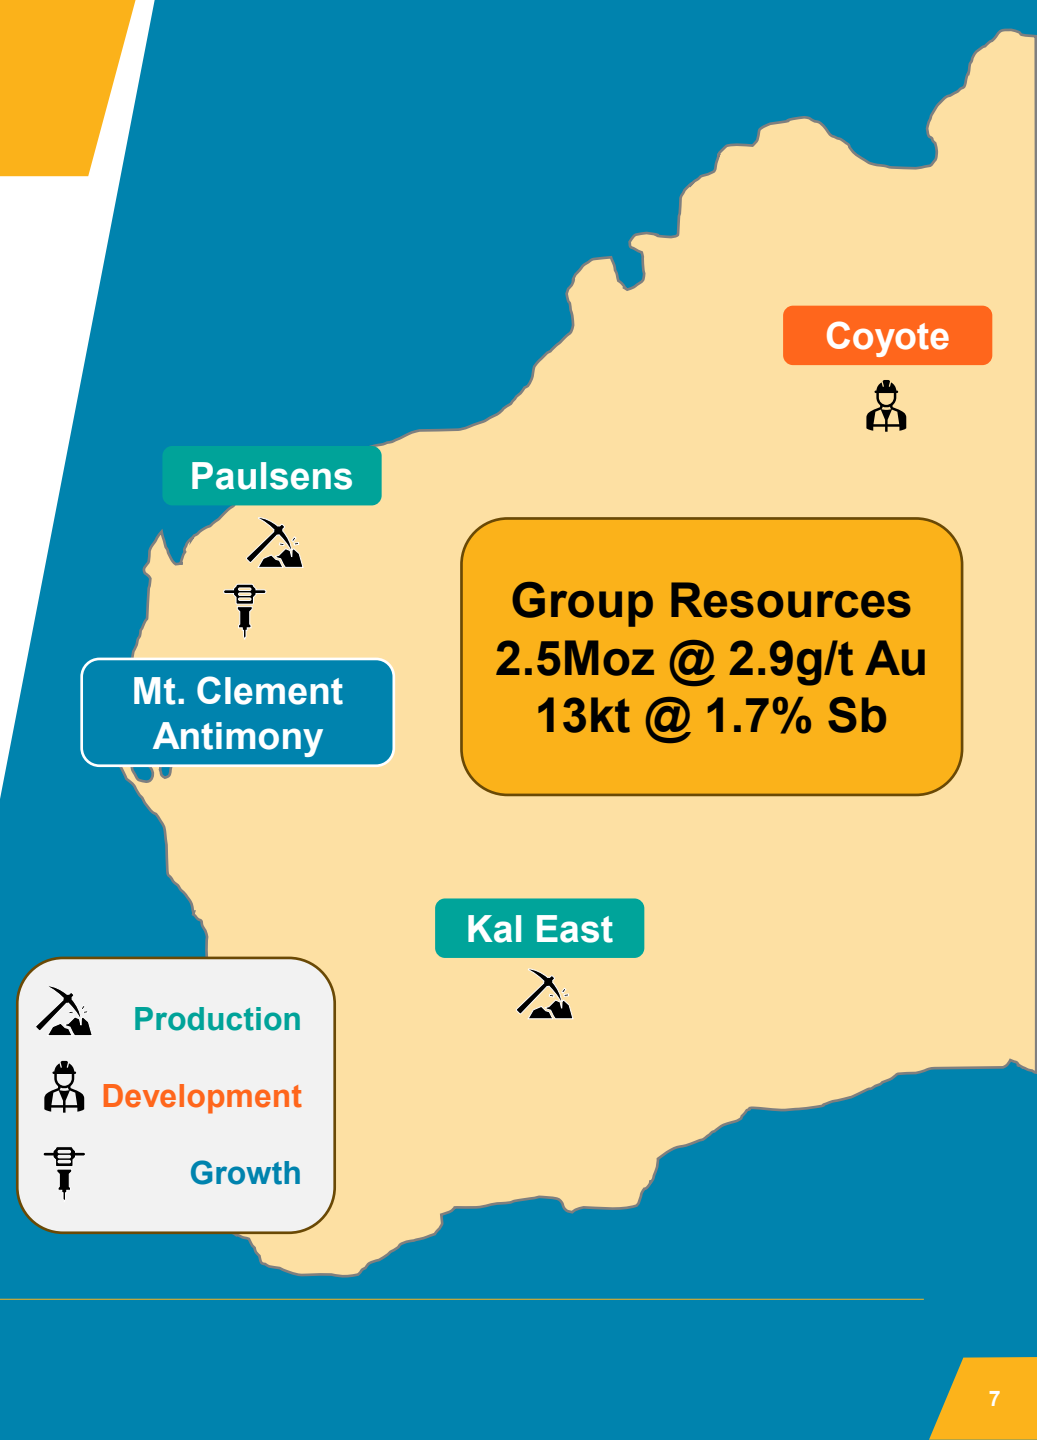 Coyote
Paulsens
Group Resources
2.5Moz @ 2.9g/t Au
13kt @ 1.7% Sb
Mt. Clement
Antimony
Kal East
Production
Development
Growth
7